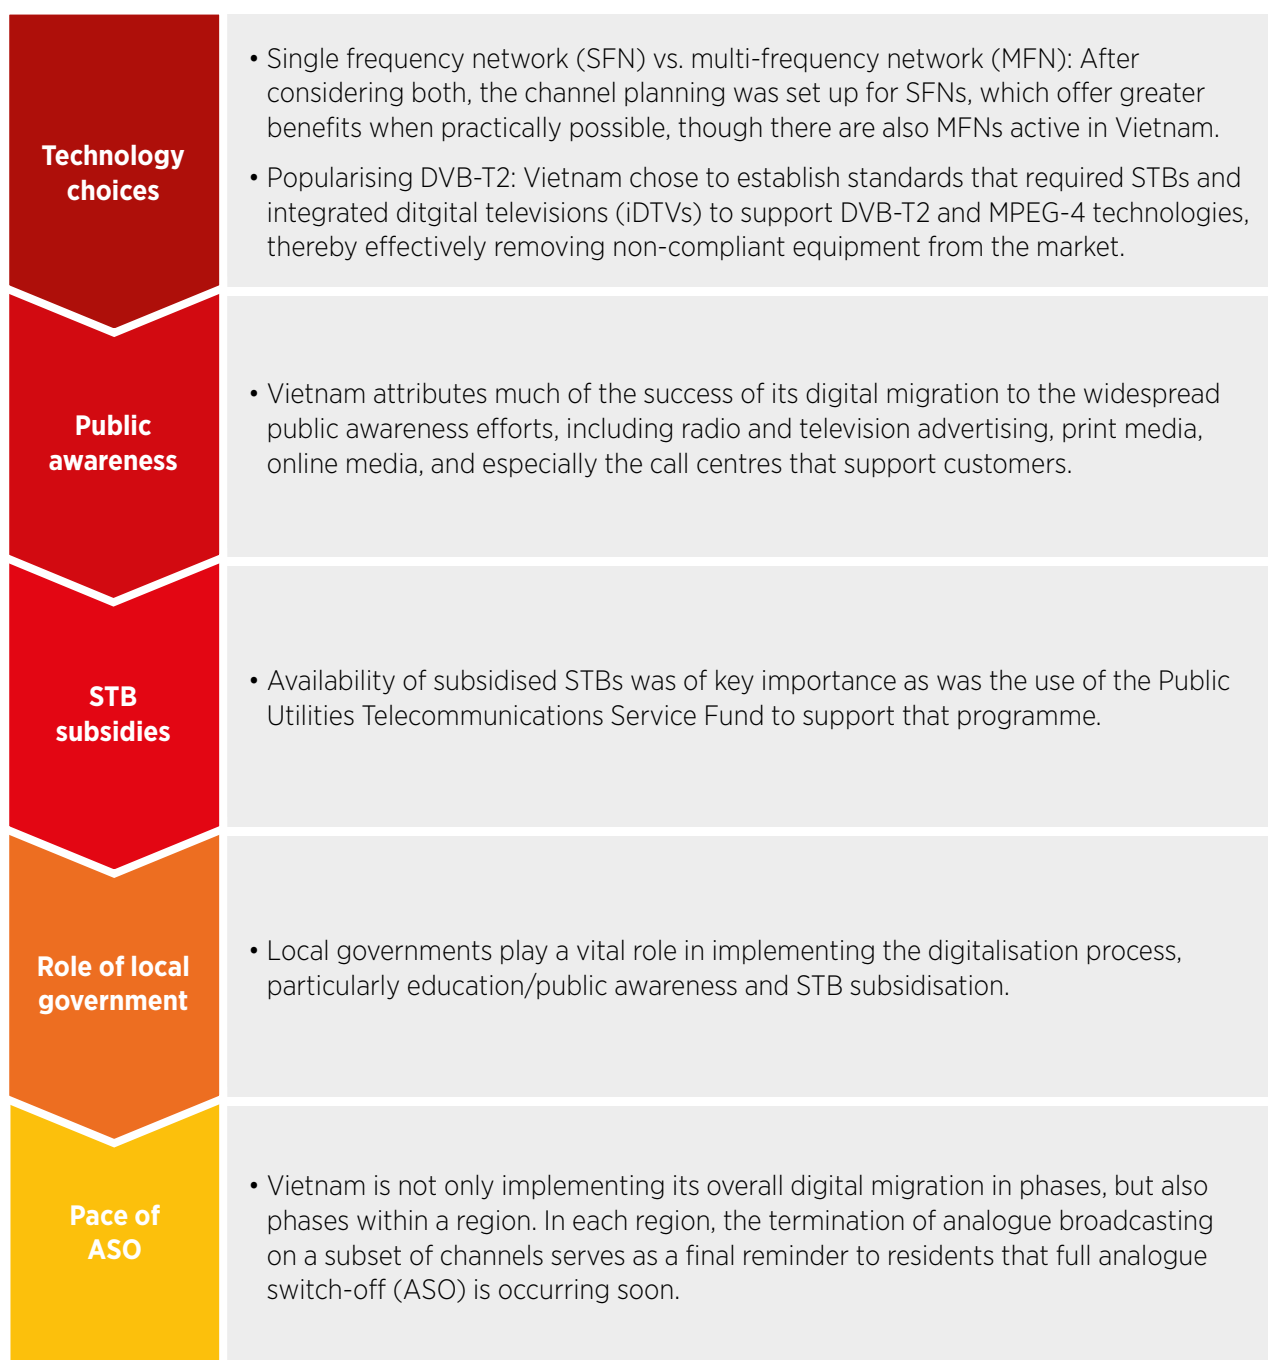 Technology
choices
• Single frequency network (SFN) vs. multi-frequency network (MFN): After
considering both, the channel planning was set up for SFNs, which offer greater
benefits when practically possible, though there are also MFNs active in Vietnam.
• Popularising DVB-T2: Vietnam chose to establish standards that required STBs and
integrated ditgital televisions (iDTVs) to support DVB-T2 and MPEG-4 technologies,
thereby effectively removing non-compliant equipment from the market.
Public
awareness
• Vietnam attributes much of the success of its digital migration to the widespread
public awareness efforts, including radio and television advertising, print media,
online media, and especially the call centres that support customers.
STB
subsidies
• Availability of subsidised STBs was of key importance as was the use of the Public
Utilities Telecommunications Service Fund to support that programme.
Role of local
government
• Local governments play a vital role in implementing the digitalisation process,
particularly education/public awareness and STB subsidisation.
Pace of
ASO
• Vietnam is not only implementing its overall digital migration in phases, but also
phases within a region. In each region, the termination of analogue broadcasting
on a subset of channels serves as a final reminder to residents that full analogue
switch-off (ASO) is occurring soon.